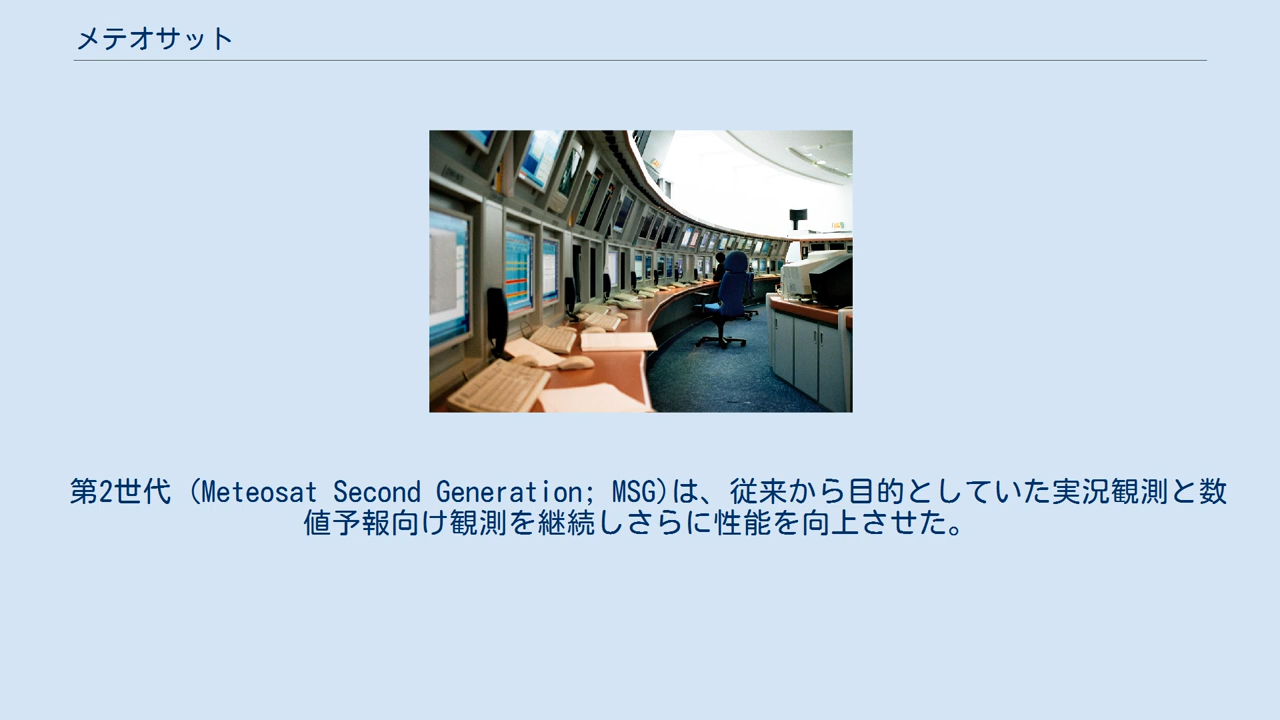 メテオサット
第2世代 (Meteosat Second Generation; MSG)は、従来から目的としていた実況観測と数
値予報向け観測を継続しさらに性能を向上させた。